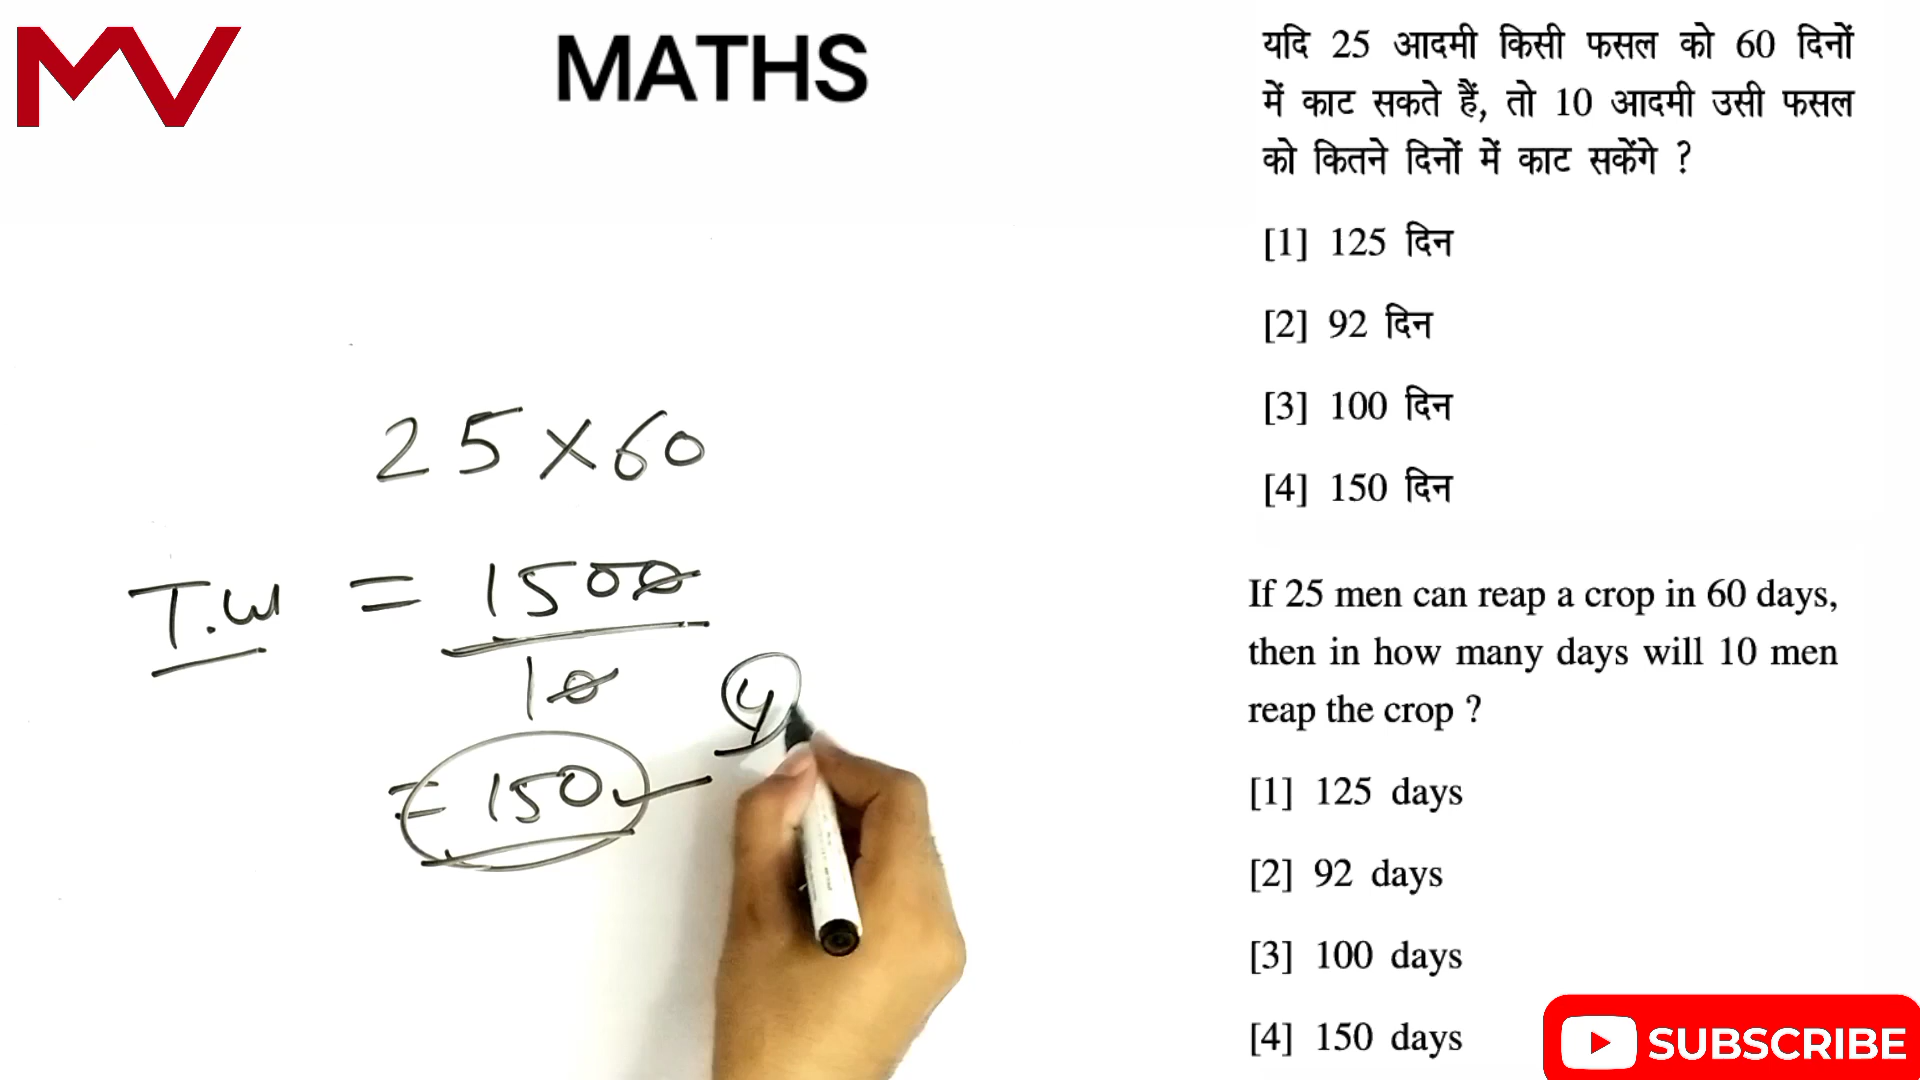 MV
MATHS
यदि 25 आदमी किसी फसल को 60 दिनों
में काट सकते हैं, तो 10 आदमी उसी फसल
को कितने दिनों में काट सकेंगे ?
[1] 125 दिन
[2] 92 दिन
[3] 100 दिन
[4] 150 दिन
If 25 men can reap a crop in 60 days,
then in how many days will 10 men
reap the crop ?
[1] 125 days
[2] 92 days
[3] 100 days
[4] 150 days
25×60
T.W = 1500
10
= 150
4
SUBSCRIBE